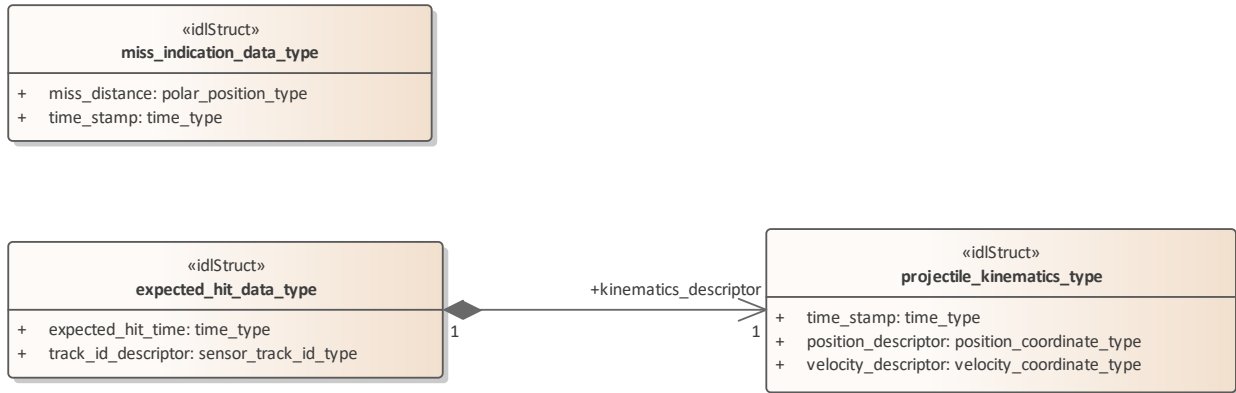 «idlStruct»
miss_indication_data_type
+ miss_distance: polar_position_type
+ time_stamp: time_type
«idlStruct»
expected_hit_data_type
+ expected_hit_time: time_type
+ track_id_descriptor: sensor_track_id_type
1
+kinematics_descriptor
1
«idlStruct»
projectile_kinematics_type
+ time_stamp: time_type
+ position_descriptor: position_coordinate_type
+ velocity_descriptor: velocity_coordinate_type